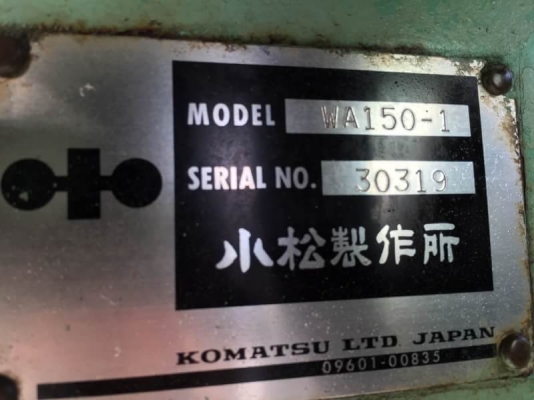 MODEL WA150-1
SERIAL NO. 30319
小松製作所
KOMATSU LTD JAPAN
09601-00835